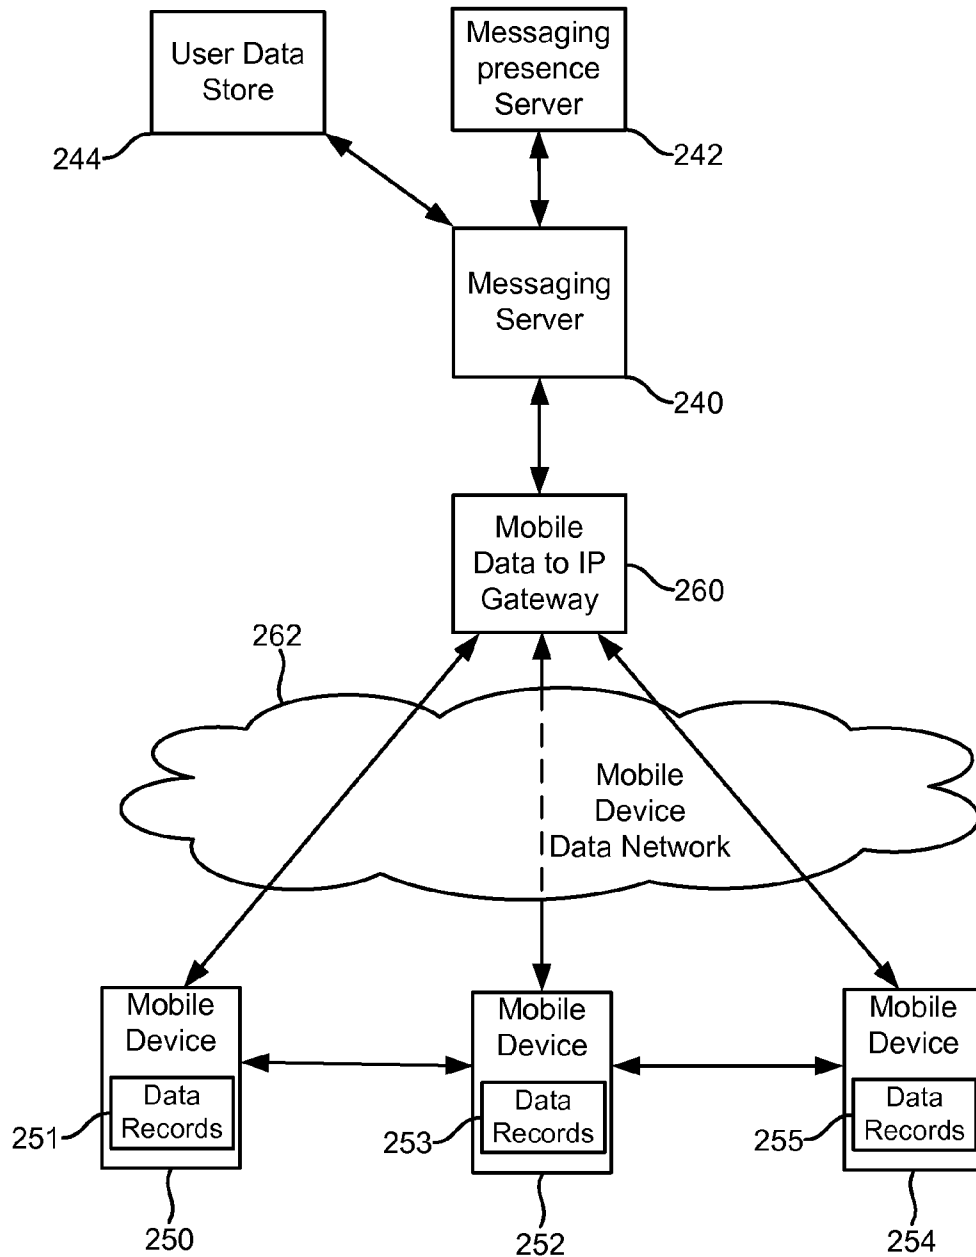 User Data
Store
Messaging
presence
Server
244
242
Messaging
Server
240
Mobile
Data to IP
Gateway
260
262
Mobile
Device
Data Network
Mobile
Device
Mobile
Device
Mobile
Device
Data
Records
Data
Records
Data
Records
251
253
255
250
252
254